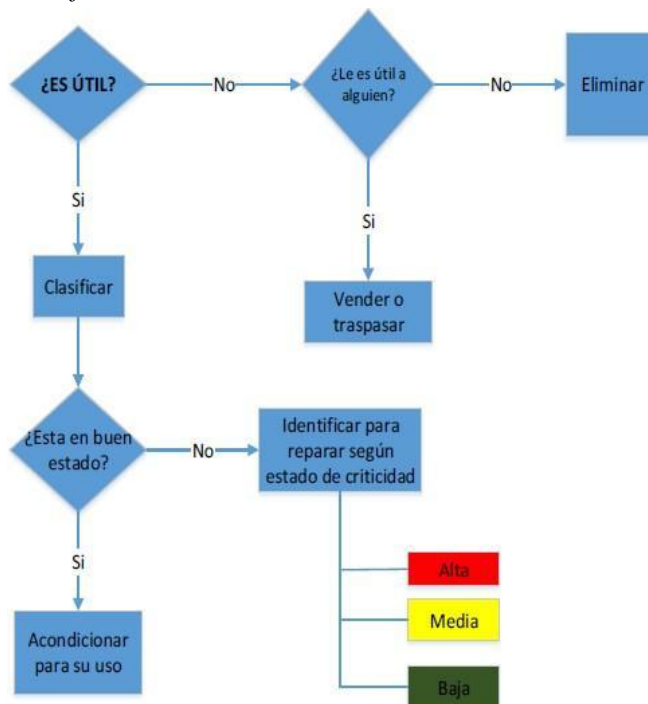 ¿ES ÚTIL?
No
¿Le es útil a
alguien?
No
Eliminar
Si
Si
Clasificar
Vender o
traspasar
¿Esta en buen
estado?
No
Identificar para
reparar según
estado de criticidad
Si
Alta
Media
Baja
Acondicionar
para su uso